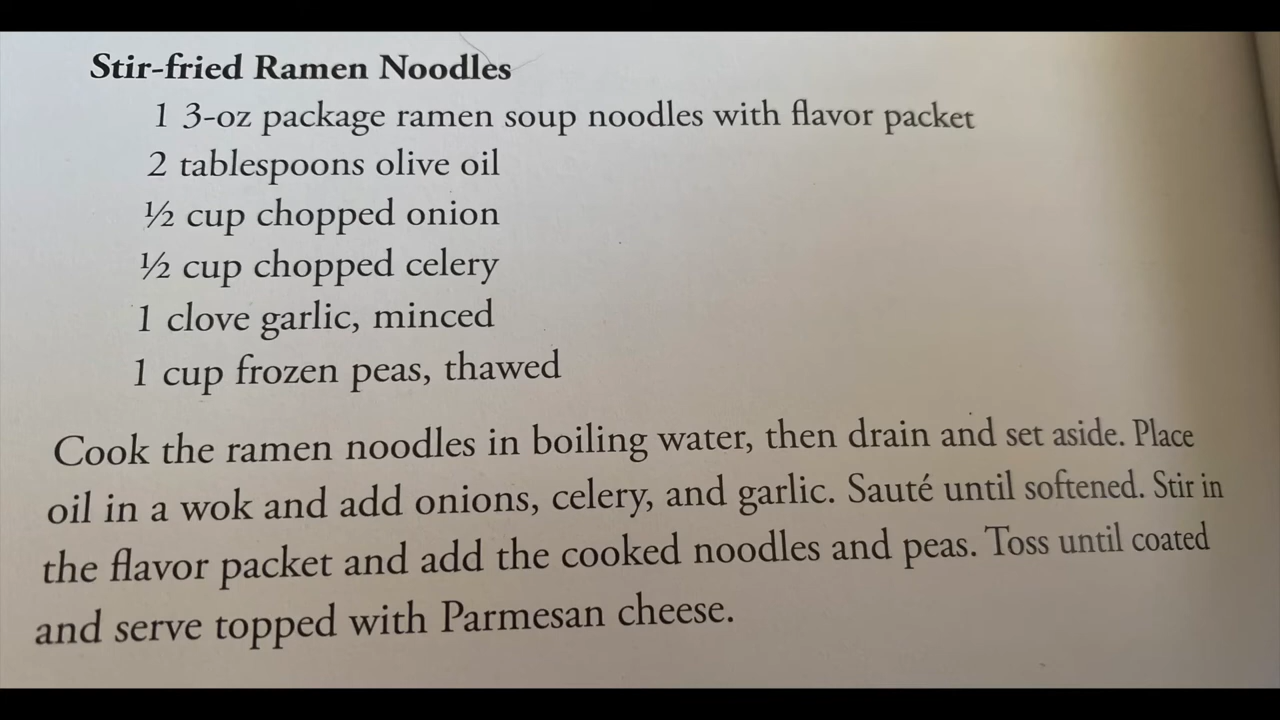 Stir-fried Ramen Noodles
1 3-oz package ramen soup noodles with flavor packet
2 tablespoons olive oil
½ cup chopped onion
½ cup chopped celery
1 clove garlic, minced
1 cup frozen peas, thawed
Cook the ramen noodles in boiling water, then drain and set aside. Place
oil in a wok and add onions, celery, and garlic. Sauté until softened. Stir in
the flavor packet and add the cooked noodles and peas. Toss until coated
and serve topped with Parmesan cheese.